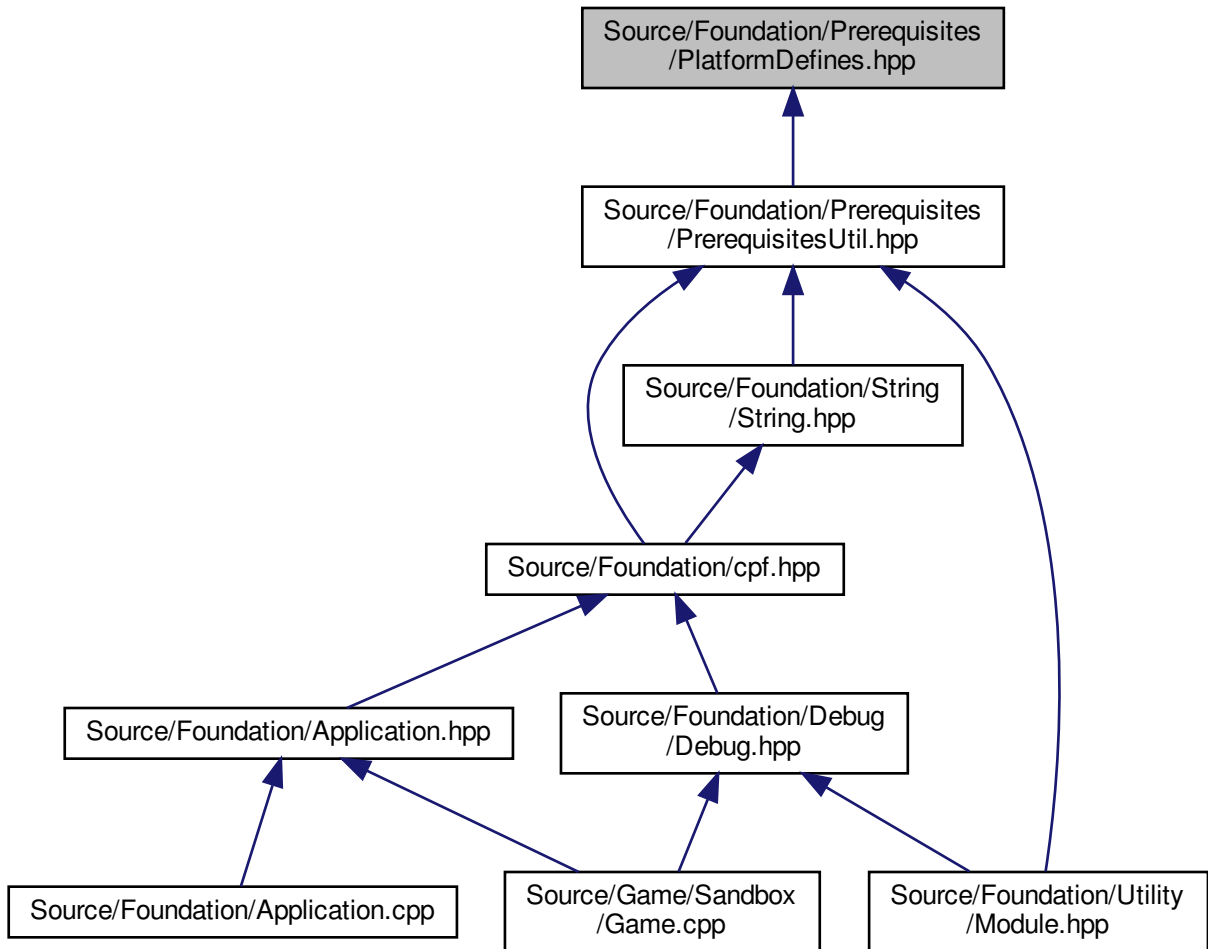 Source/Foundation/Prerequisites
/PlatformDefines.hpp
Source/Foundation/Prerequisites
/PrerequisitesUtil.hpp
Source/Foundation/String
/String.hpp
Source/Foundation/cpf.hpp
Source/Foundation/Application.hpp
Source/Foundation/Debug
/Debug.hpp
Source/Foundation/Application.cpp
Source/Game/Sandbox
/Game.cpp
Source/Foundation/Utility
/Module.hpp